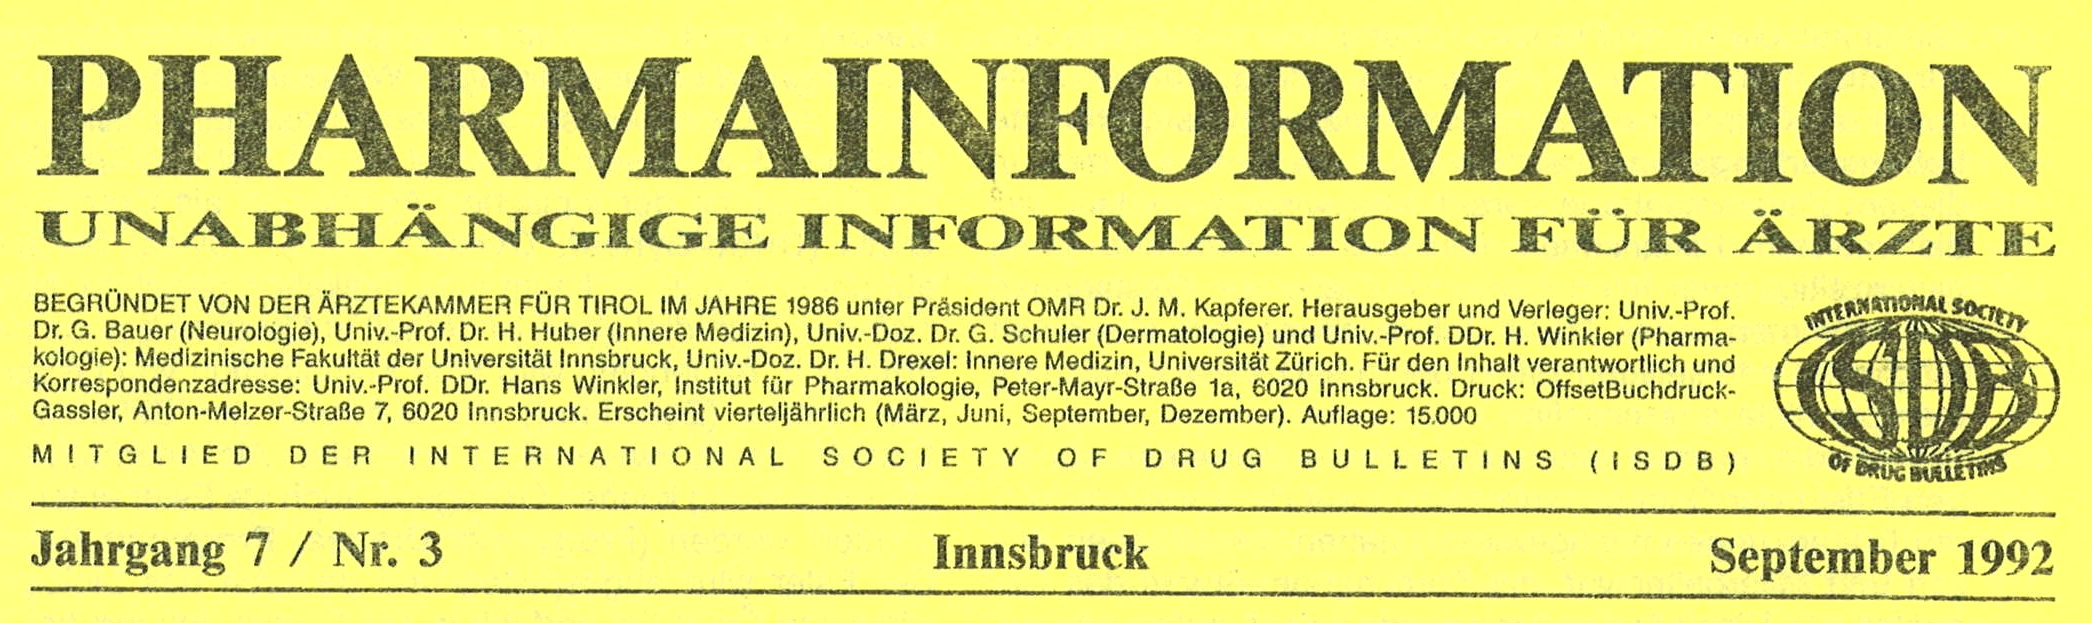 PHARMAINFORMATION
UNABHÄNGIGE INFORMATION FÜR ÄRZTE
BEGRÜNDET VON DER ÄRZTEKAMMER FÜR TIROL IM JAHRE 1986 unter Präsident OMR Dr. J. M. Kapferer. Herausgeber und Verleger: Univ.-Prof.
Dr. G. Bauer (Neurologie), Univ.-Prof. Dr. H. Huber (Innere Medizin), Univ.-Doz. Dr. G. Schuler (Dermatologie) und Univ.-Prof. DDr. H. Winkler (Pharma-
kologie): Medizinische Fakultät der Universität Innsbruck, Univ.-Doz. Dr. H. Drexel: Innere Medizin, Universität Zürich. Für den Inhalt verantwortlich und
Korrespondenzadresse: Univ.-Prof. DDr. Hans Winkler, Institut für Pharmakologie, Peter-Mayr-Straße 1a, 6020 Innsbruck. Druck: OffsetBuchdruck-
Gassler, Anton-Melzer-Straße 7, 6020 Innsbruck. Erscheint vierteljährlich (März, Juni, September, Dezember). Auflage: 15.000
MITGLIED DER INTERNATIONAL SOCIETY OF DRUG BULLETINS (ISDB)
INTERNATIONAL SOCIETY
ISDB
OF DRUG BULLETINS
Jahrgang 7 / Nr. 3 Innsbruck September 1992